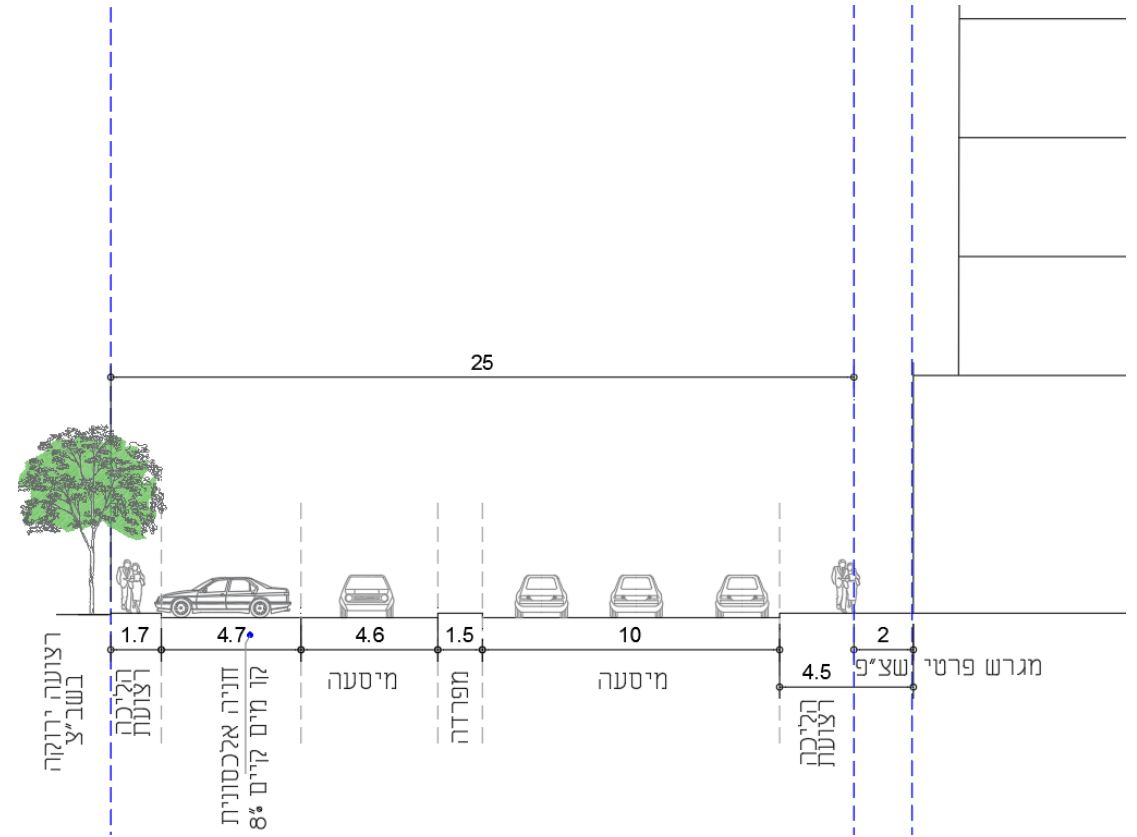 25
1.7
4.7
4.6
1.5
10
2
4.5
רצועה ירוקה
בשב"צ
רצועת
הליכה
חניה אלכסונית
קו מים קיים "8
מיסעה
מפרדה
מיסעה
רצועת
הליכה
שצ"פ
מגרש פרטי